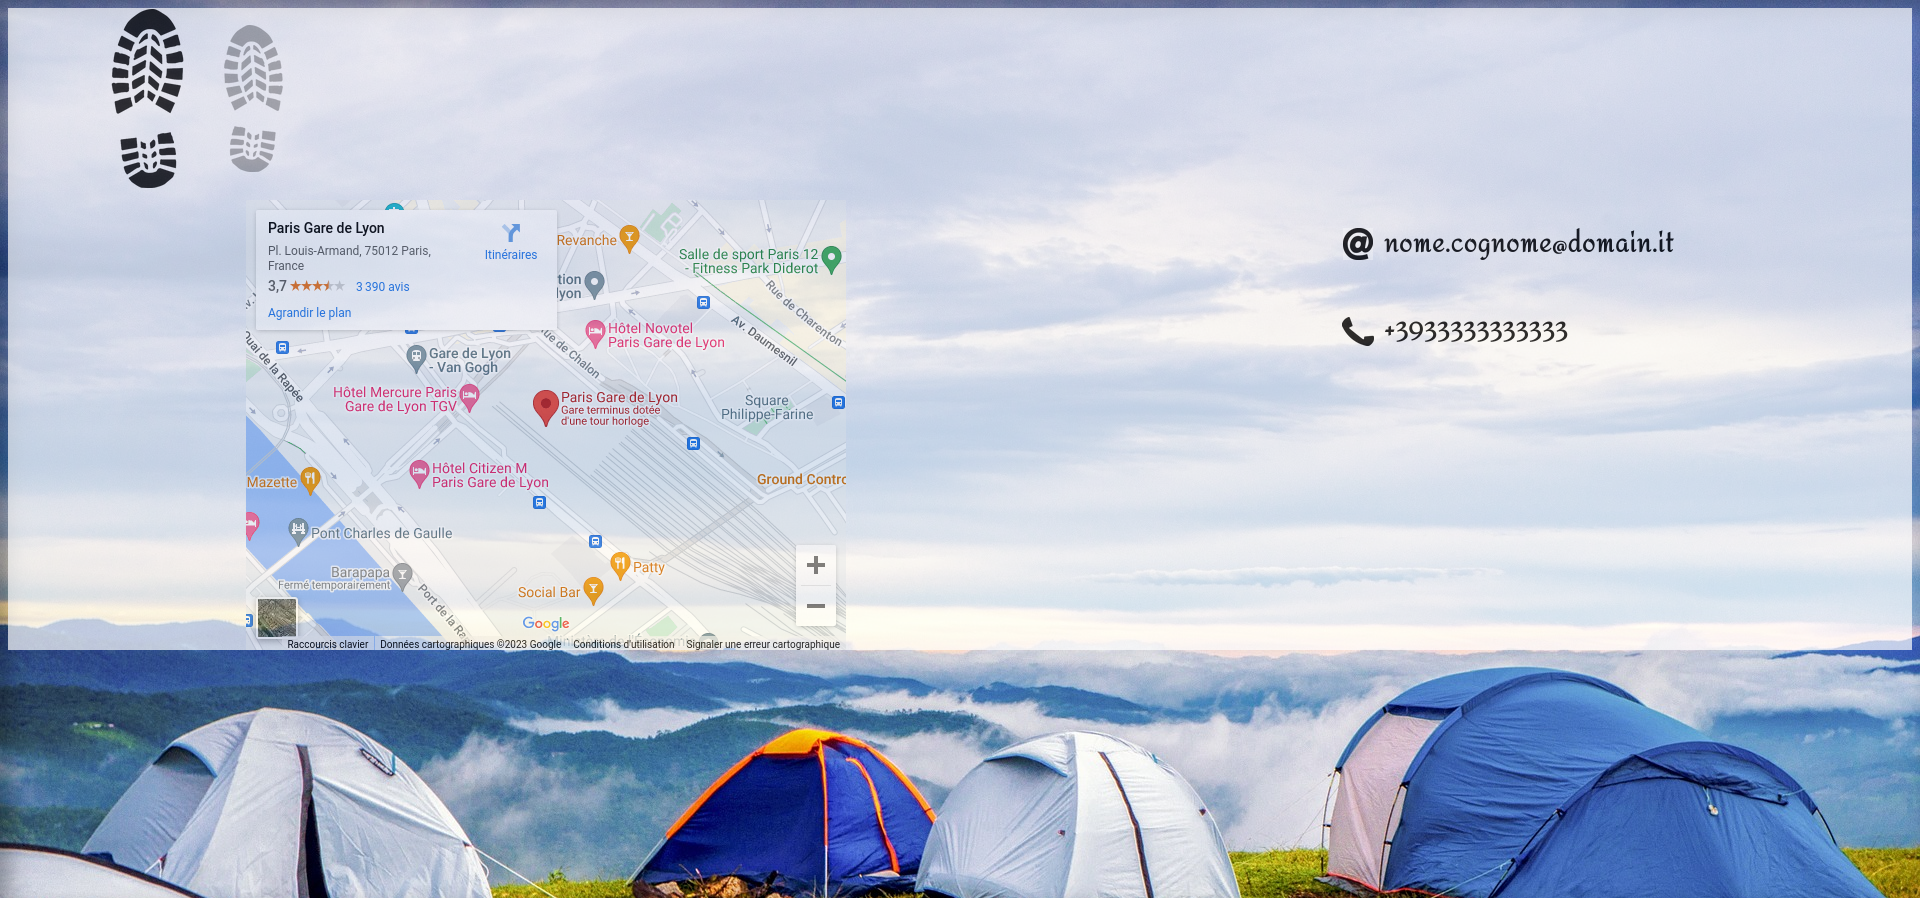 Paris Gare de Lyon
Pl. Louis-Armand, 75012 Paris,
France
3,7
3 390 avis
Agrandir le plan
Itinéraires
Revanche
Salle de sport Paris 12
- Fitness Park Diderot
Rue de Charenton
Av. Daumesnil
Hôtel Novotel
Paris Gare de Lyon
Rue de Chalon
Gare de Lyon
- Van Gogh
Quai de la Rapée
Hôtel Mercure Paris
Gare de Lyon TGV
Paris Gare de Lyon
Gare terminus dotée
d'une tour horloge
Square
Philippe-Farine
Hôtel Citizen M
Paris Gare de Lyon
Mazette
Ground Contro
Pont Charles de Gaulle
Barapapa
Fermé temporairement
Port de la Ra
Patty
Social Bar
Google
Raccourcis clavier
Données cartographiques ©2023 Google
Conditions d'utilisation
Signaler une erreur cartographique
@ nome.cognome@domain.it
+3933333333333